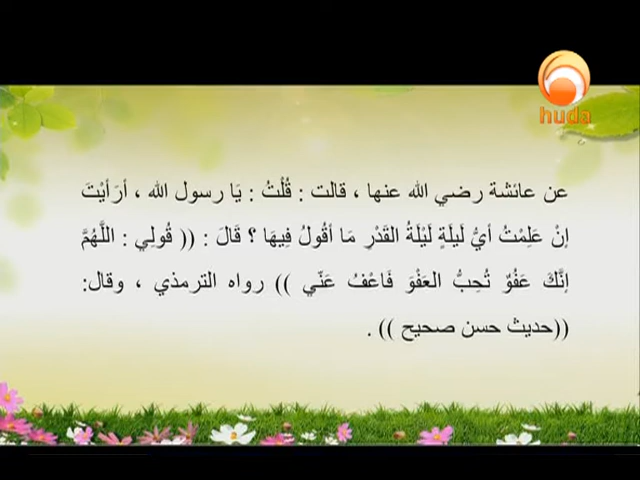 huda
عن عائشة رضي الله عنها ، قالت : قُلْتُ : يَا رسول الله ، أرَأيْتَ
إنْ عَلِمْتُ أيُّ لَيلَةٍ لَيْلَةُ القَدْرِ مَا أقُولُ فِيهَا ؟ قَالَ : (( قُولِي : اللَّهُمَّ
إنَّكَ عَفُوٌ تُحِبُّ العَفْوَ فَاعْفُ عَنّي )) رواه الترمذي ، وقال:
((حديث حسن صحيح )) .